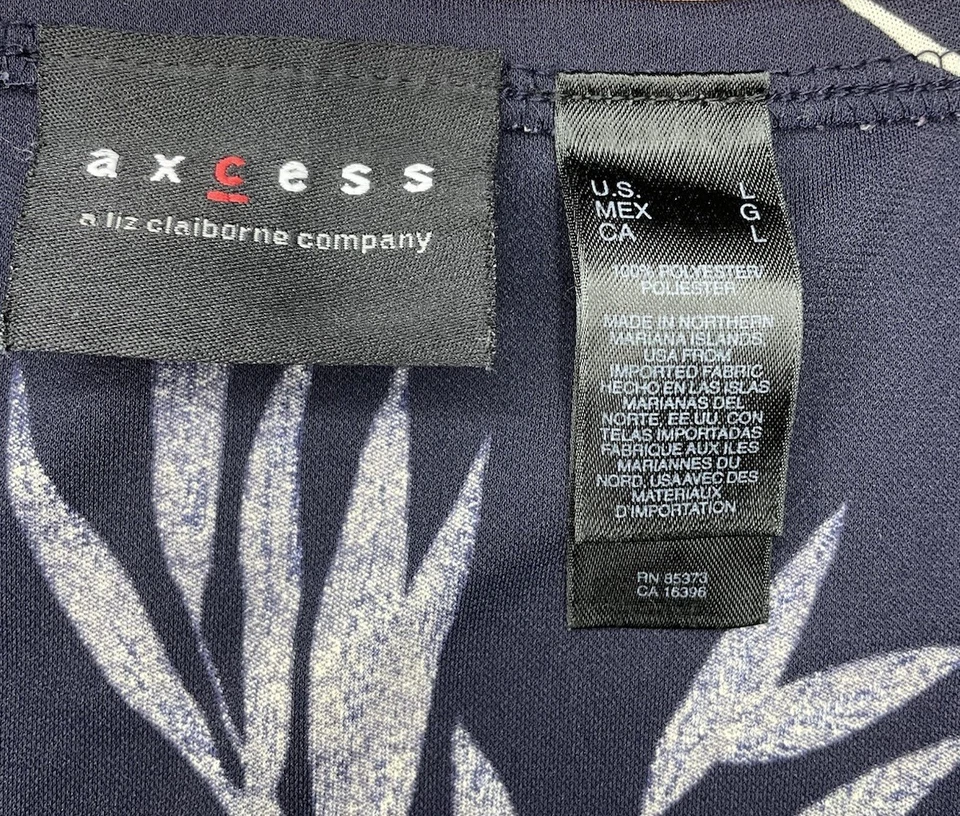 axcess
a liz claiborne company
U.S. L
MEX G
CA L
100% POLYESTER/
POLIESTER
MADE IN NORTHERN
MARIANA ISLANDS
USA FROM
IMPORTED FABRIC
HECHO EN LAS ISLAS
MARIANAS DEL
NORTE, EE.UU. CON
TELAS IMPORTADAS
FABRIQUE AUX ILES
MARIANNES DU
NORD, USA AVEC DES
MATERIAUX
D'IMPORTATION
RN 85373
CA 16396